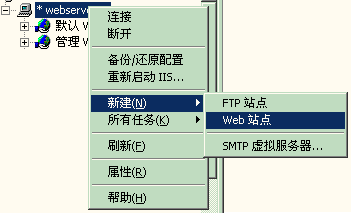 * webserve
连接
断开
默认 W
管理 W
备份/还原配置
重新启动 IIS...
新建(N)
所有任务(K)
刷新(F)
属性(R)
帮助(H)
FTP 站点
Web 站点
SMTP 虚拟服务器...